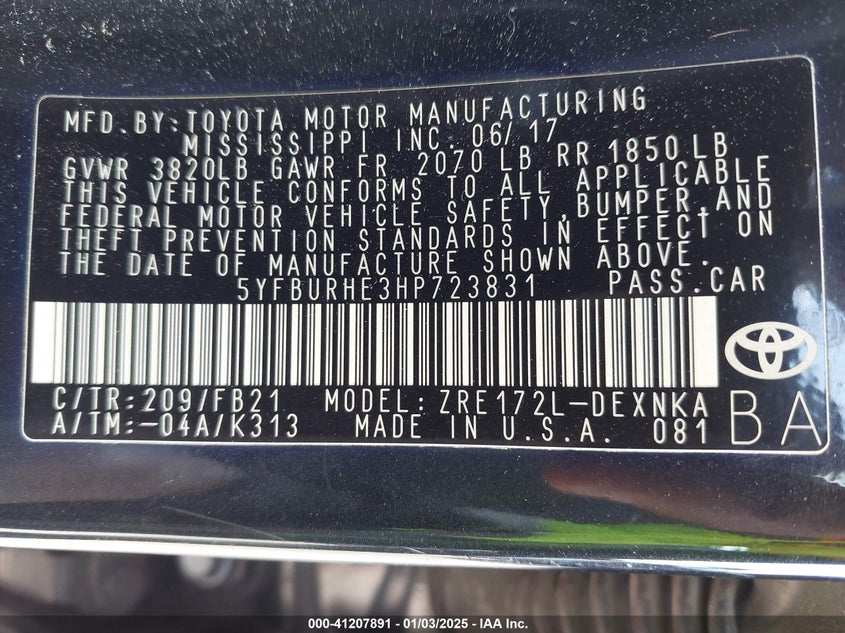 MFD.BY:TOYOTA MOTOR MANUFACTURING
MISSISSIPPI INC. 06/17
GVWR 3820LB GAWR FR 2070 LB RR 1850 LB
THIS VEHICLE CONFORMS TO ALL APPLICABLE
FEDERAL MOTOR VEHICLE SAFETY,BUMPER,AND
THEFT PREVENTION STANDARDS IN EFFECT ON
THE DATE OF MANUFACTURE SHOWN ABOVE.
5YFBURHE3HP723831 PASS.CAR
C/TR:209/FB21 MODEL:ZRE172L-DEXNKA
A/TM:-04A/K313 MADE IN U.S.A. 081 BA
000-41207891 - 01/03/2025 - IAA Inc.